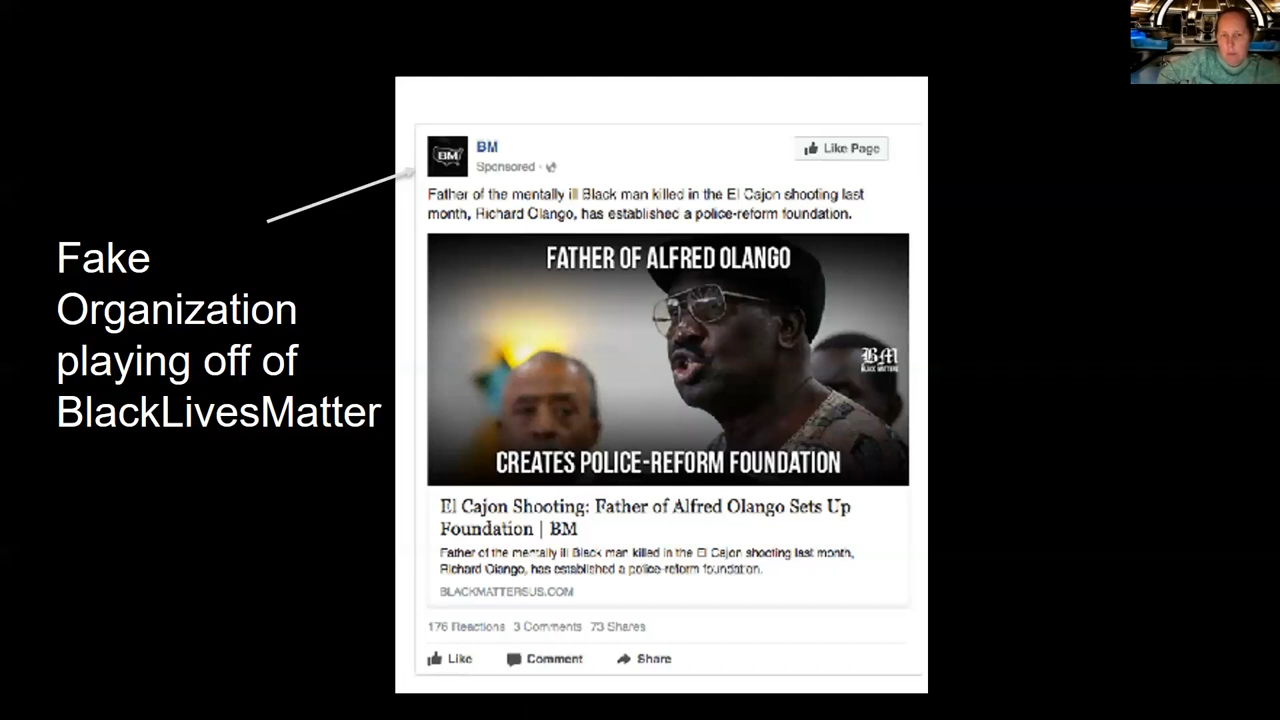 Fake
Organization
playing off of
BlackLivesMatter
BM
BM
Sponsored ·
Like Page
Father of the mentally ill Black man killed in the El Cajon shooting last
month, Richard Olango, has established a police-reform foundation.
FATHER OF ALFRED OLANGO
BM
BLACK MATTERS
CREATES POLICE-REFORM FOUNDATION
El Cajon Shooting: Father of Alfred Olango Sets Up
Foundation | BM
Father of the mentally ill Black man killed in the El Cajon shooting last month,
Richard Olango, has established a police-reform foundation.
BLACKMATTERSUS.COM
176 Reactions 3 Comments 73 Shares
Like Comment Share